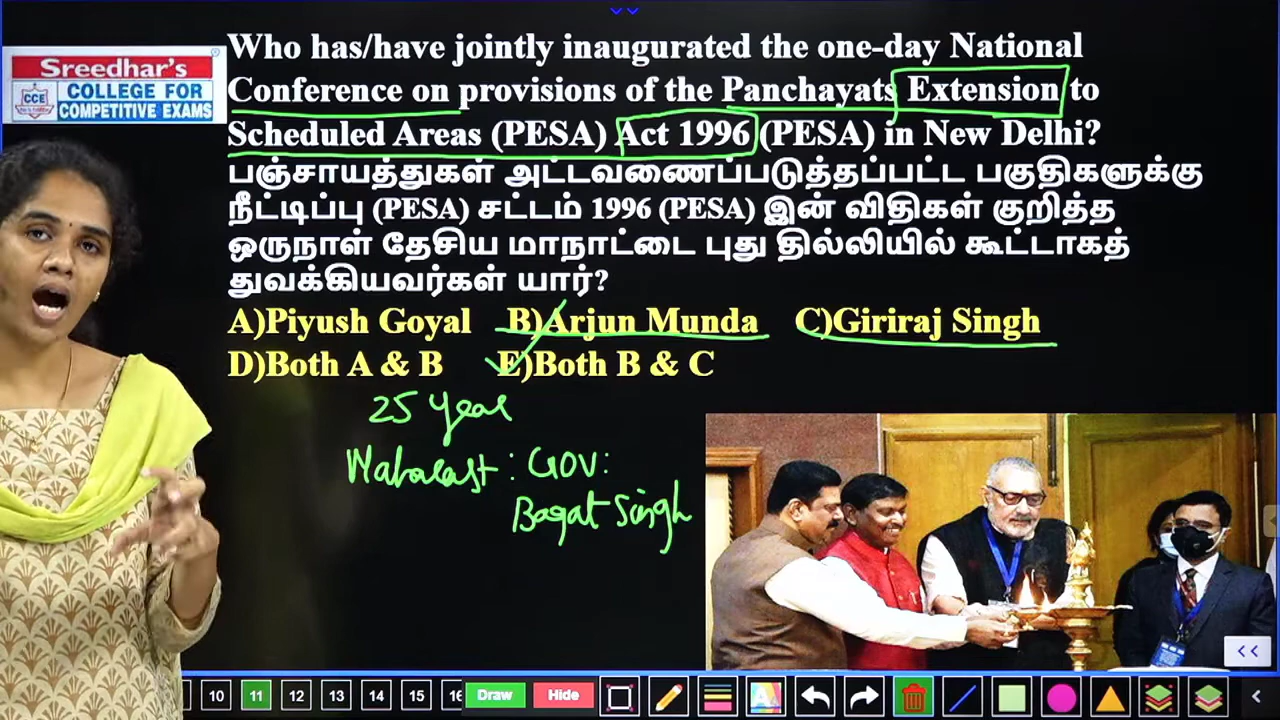 Sreedhar's
CCE
COLLEGE FOR
COMPETITIVE EXAMS
Who has/have jointly inaugurated the one-day National
Conference on provisions of the Panchayats Extension to
Scheduled Areas (PESA) Act 1996 (PESA) in New Delhi?
பஞ்சாயத்துகள் அட்டவணைப்படுத்தப்பட்ட பகுதிகளுக்கு
நீட்டிப்பு (PESA) சட்டம் 1996 (PESA) இன் விதிகள் குறித்த
ஒருநாள் தேசிய மாநாட்டை புது தில்லியில் கூட்டாகத்
துவக்கியவர்கள் யார்?
A)Piyush Goyal B)Arjun Munda C)Giriraj Singh
D)Both A & B E)Both B & C
25 year
: GOV:
Bagat Singh
<<
10 11 12 13 14 15 16 Draw Hide